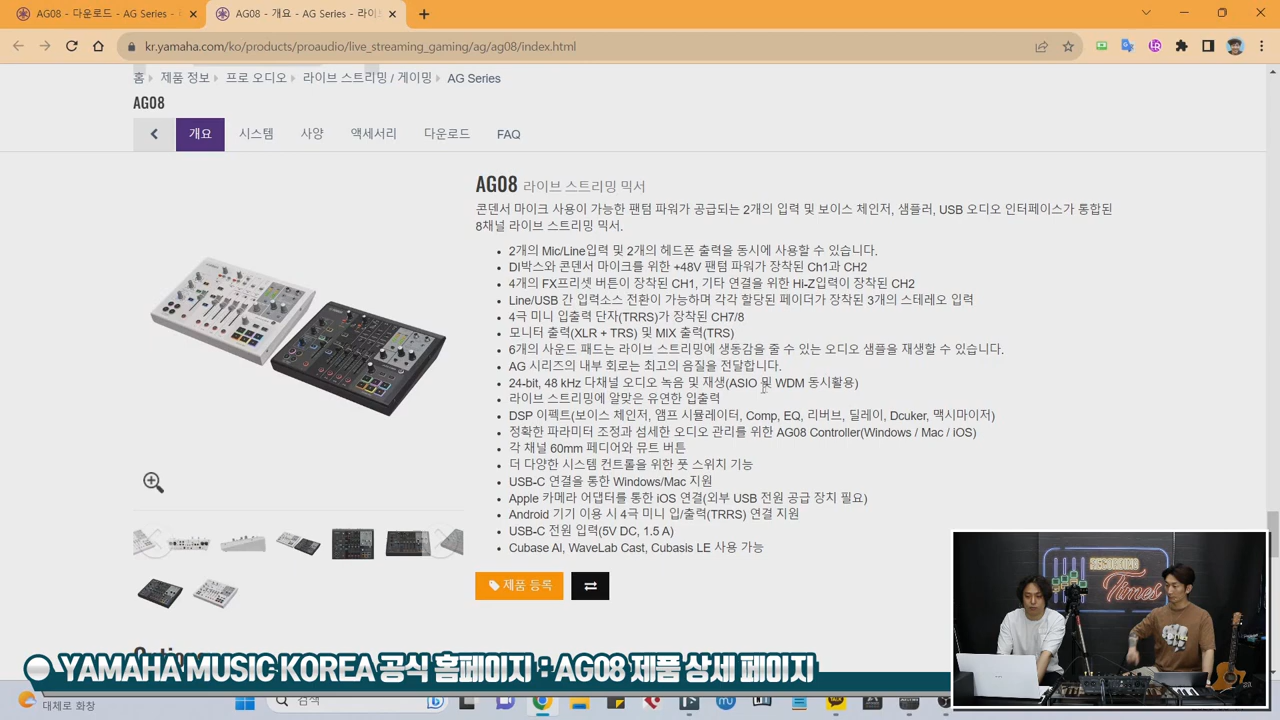 AG08 - 다운로드 - AG Series -
AG08 - 개요 - AG Series - 라이브
kr.yamaha.com/ko/products/proaudio/live_streaming_gaming/ag/ag08/index.html
홈 제품 정보 프로 오디오 라이브 스트리밍 / 게이밍 AG Series
AG08
개요 시스템 사양 액세서리 다운로드 FAQ
AG08 라이브 스트리밍 믹서
콘덴서 마이크 사용이 가능한 팬텀 파워가 공급되는 2개의 입력 및 보이스 체인저, 샘플러, USB 오디오 인터페이스가 통합된
8채널 라이브 스트리밍 믹서.
2개의 Mic/Line입력 및 2개의 헤드폰 출력을 동시에 사용할 수 있습니다.
DI박스와 콘덴서 마이크를 위한 +48V 팬텀 파워가 장착된 Ch1과 CH2
4개의 FX프리셋 버튼이 장착된 CH1, 기타 연결을 위한 Hi-Z입력이 장착된 CH2
Line/USB 간 입력소스 전환이 가능하며 각각 할당된 페이더가 장착된 3개의 스테레오 입력
4극 미니 입출력 단자(TRRS)가 장착된 CH7/8
모니터 출력(XLR + TRS) 및 MIX 출력(TRS)
6개의 사운드 패드는 라이브 스트리밍에 생동감을 줄 수 있는 오디오 샘플을 재생할 수 있습니다.
AG 시리즈의 내부 회로는 최고의 음질을 전달합니다.
24-bit, 48 kHz 다채널 오디오 녹음 및 재생(ASIO 및 WDM 동시활용)
라이브 스트리밍에 알맞은 유연한 입출력
DSP 이펙트(보이스 체인저, 앰프 시뮬레이터, Comp, EQ, 리버브, 딜레이, Dcuker, 맥시마이저)
정확한 파라미터 조정과 섬세한 오디오 관리를 위한 AG08 Controller(Windows / Mac / iOS)
각 채널 60mm 페디어와 뮤트 버튼
더 다양한 시스템 컨트롤을 위한 풋 스위치 기능
USB-C 연결을 통한 Windows/Mac 지원
Apple 카메라 어댑터를 통한 iOS 연결(외부 USB 전원 공급 장치 필요)
Android 기기 이용 시 4극 미니 입/출력(TRRS) 연결 지원
USB-C 전원 입력(5V DC, 1.5 A)
Cubase AI, WaveLab Cast, Cubasis LE 사용 가능
제품 등록
RECORDING
Times
YAMAHA MUSIC KOREA 공식 홈페이지 : AG08 제품 상세 페이지
대체로 화창
검색